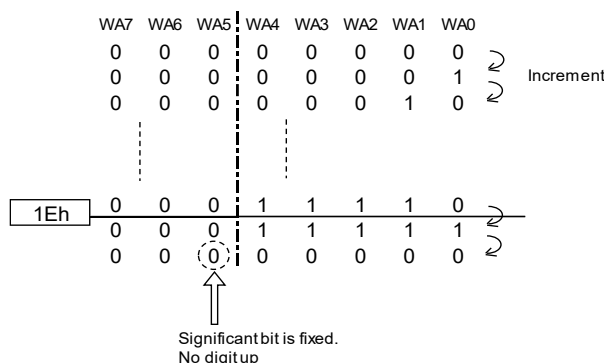 WA7 WA6 WA5 WA4 WA3 WA2 WA1 WA0
0 0 0 0 0 0 0 0
0 0 0 0 0 0 0 1
Increment
0 0 0 0 0 0 1 0
1Eh
0 0 0 1 1 1 1 0
0 0 0 1 1 1 1 1
0 0 0 0 0 0 0 0
Significant bit is fixed.
No digit up